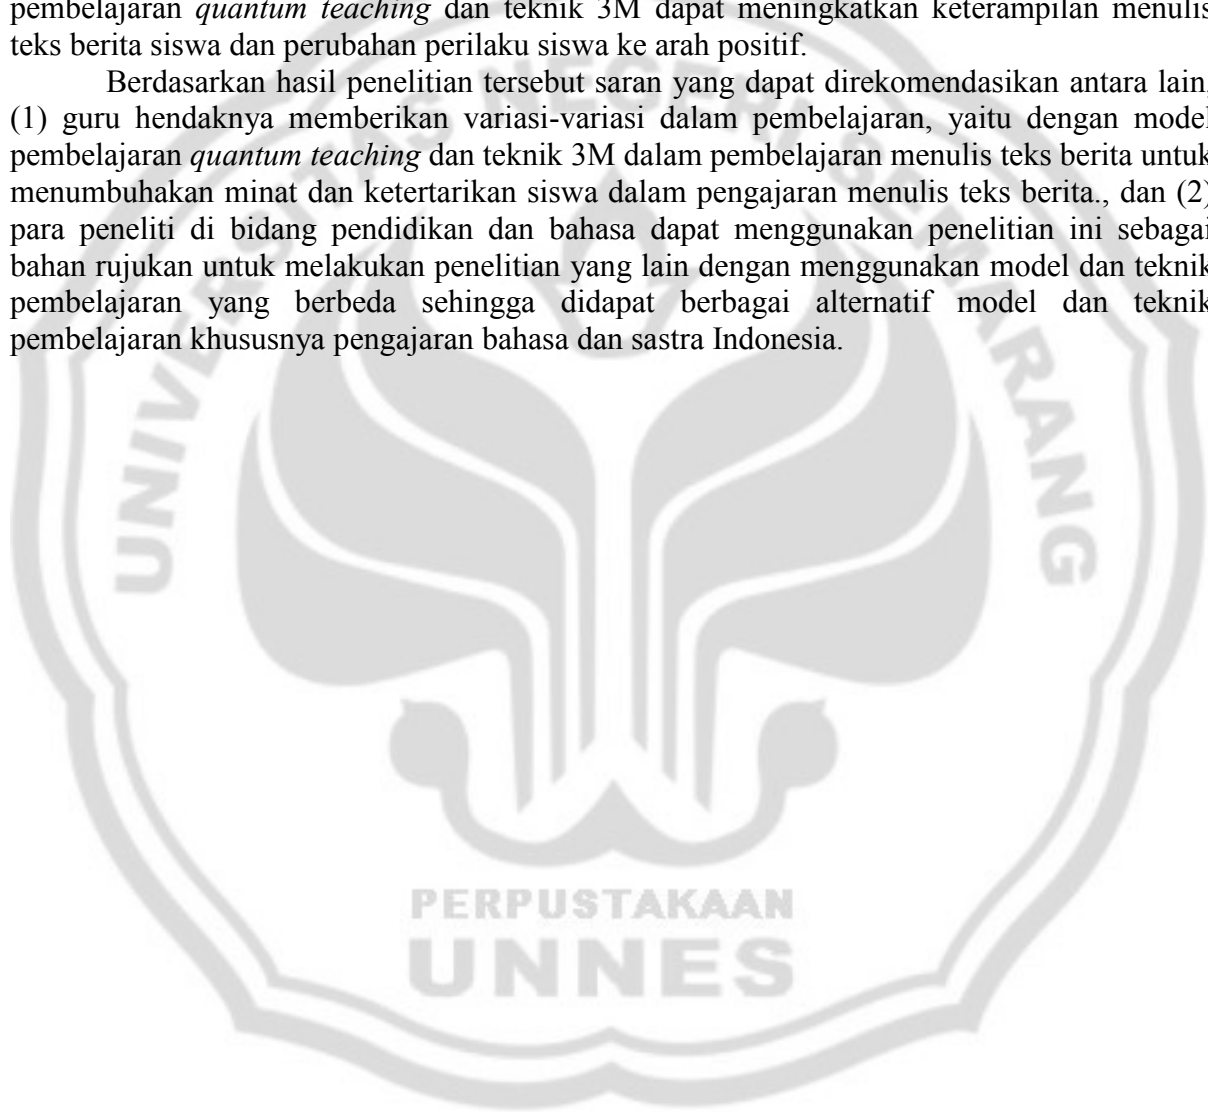 pembelajaran quantum teaching dan teknik 3M dapat meningkatkan keterampilan menulis
teks berita siswa dan perubahan perilaku siswa ke arah positif.
Berdasarkan hasil penelitian tersebut saran yang dapat direkomendasikan antara lain,
(1) guru hendaknya memberikan variasi-variasi dalam pembelajaran, yaitu dengan model
pembelajaran quantum teaching dan teknik 3M dalam pembelajaran menulis teks berita untuk
menumbuhakan minat dan ketertarikan siswa dalam pengajaran menulis teks berita., dan (2)
para peneliti di bidang pendidikan dan bahasa dapat menggunakan penelitian ini sebagai
bahan rujukan untuk melakukan penelitian yang lain dengan menggunakan model dan teknik
pembelajaran yang berbeda sehingga didapat berbagai alternatif model dan teknik
pembelajaran khususnya pengajaran bahasa dan sastra Indonesia.
UNIVERSITAS NEGERI SEMARANG
PERPUSTAKAAN
UNNES